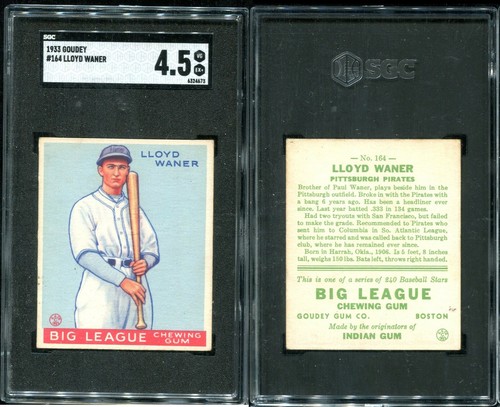 SGC
1933 GOUDEY
#164 LLOYD WANER
4.5
VG
EX+
6334675
LLOYD
WANER
BIG LEAGUE CHEWING GUM
SGC
— No. 164 —
LLOYD WANER
PITTSBURGH PIRATES
Brother of Paul Waner, plays beside him in the
Pittsburgh outfield. Broke in with the Pirates with
a bang 6 years ago. Has been a headliner ever
since. Last year batted .333 in 134 games.
Had two tryouts with San Francisco, but failed
to make the grade. Recommended to Pirates who
sent him to Columbia in So. Atlantic League,
where he starred and was called back to Pittsburgh
club, where he has remained ever since.
Born in Harrah, Okla., 1906. Is 5 feet, 8 inches
tall, weighs 150 lbs. Bats left, throws right handed.
This is one of a series of 240 Baseball Stars
BIG LEAGUE
CHEWING GUM
GOUDEY GUM CO. BOSTON
Made by the originators of
INDIAN GUM